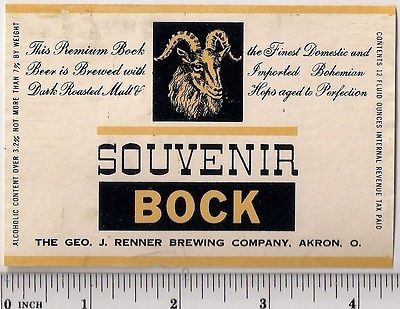 This Premium Bock
Beer is Brewed with
Dark Roasted Malt &
the Finest Domestic and
Imported Bohemian
Hops aged to Perfection
ALCOHOLIC CONTENT OVER 3.2% NOT MORE THAN 7% BY WEIGHT
CONTENTS 12 FLUID OUNCES INTERNAL REVENUE TAX PAID
SOUVENIR
BOCK
THE GEO. J. RENNER BREWING COMPANY, AKRON, O.
0 INCH 1 2 3 4